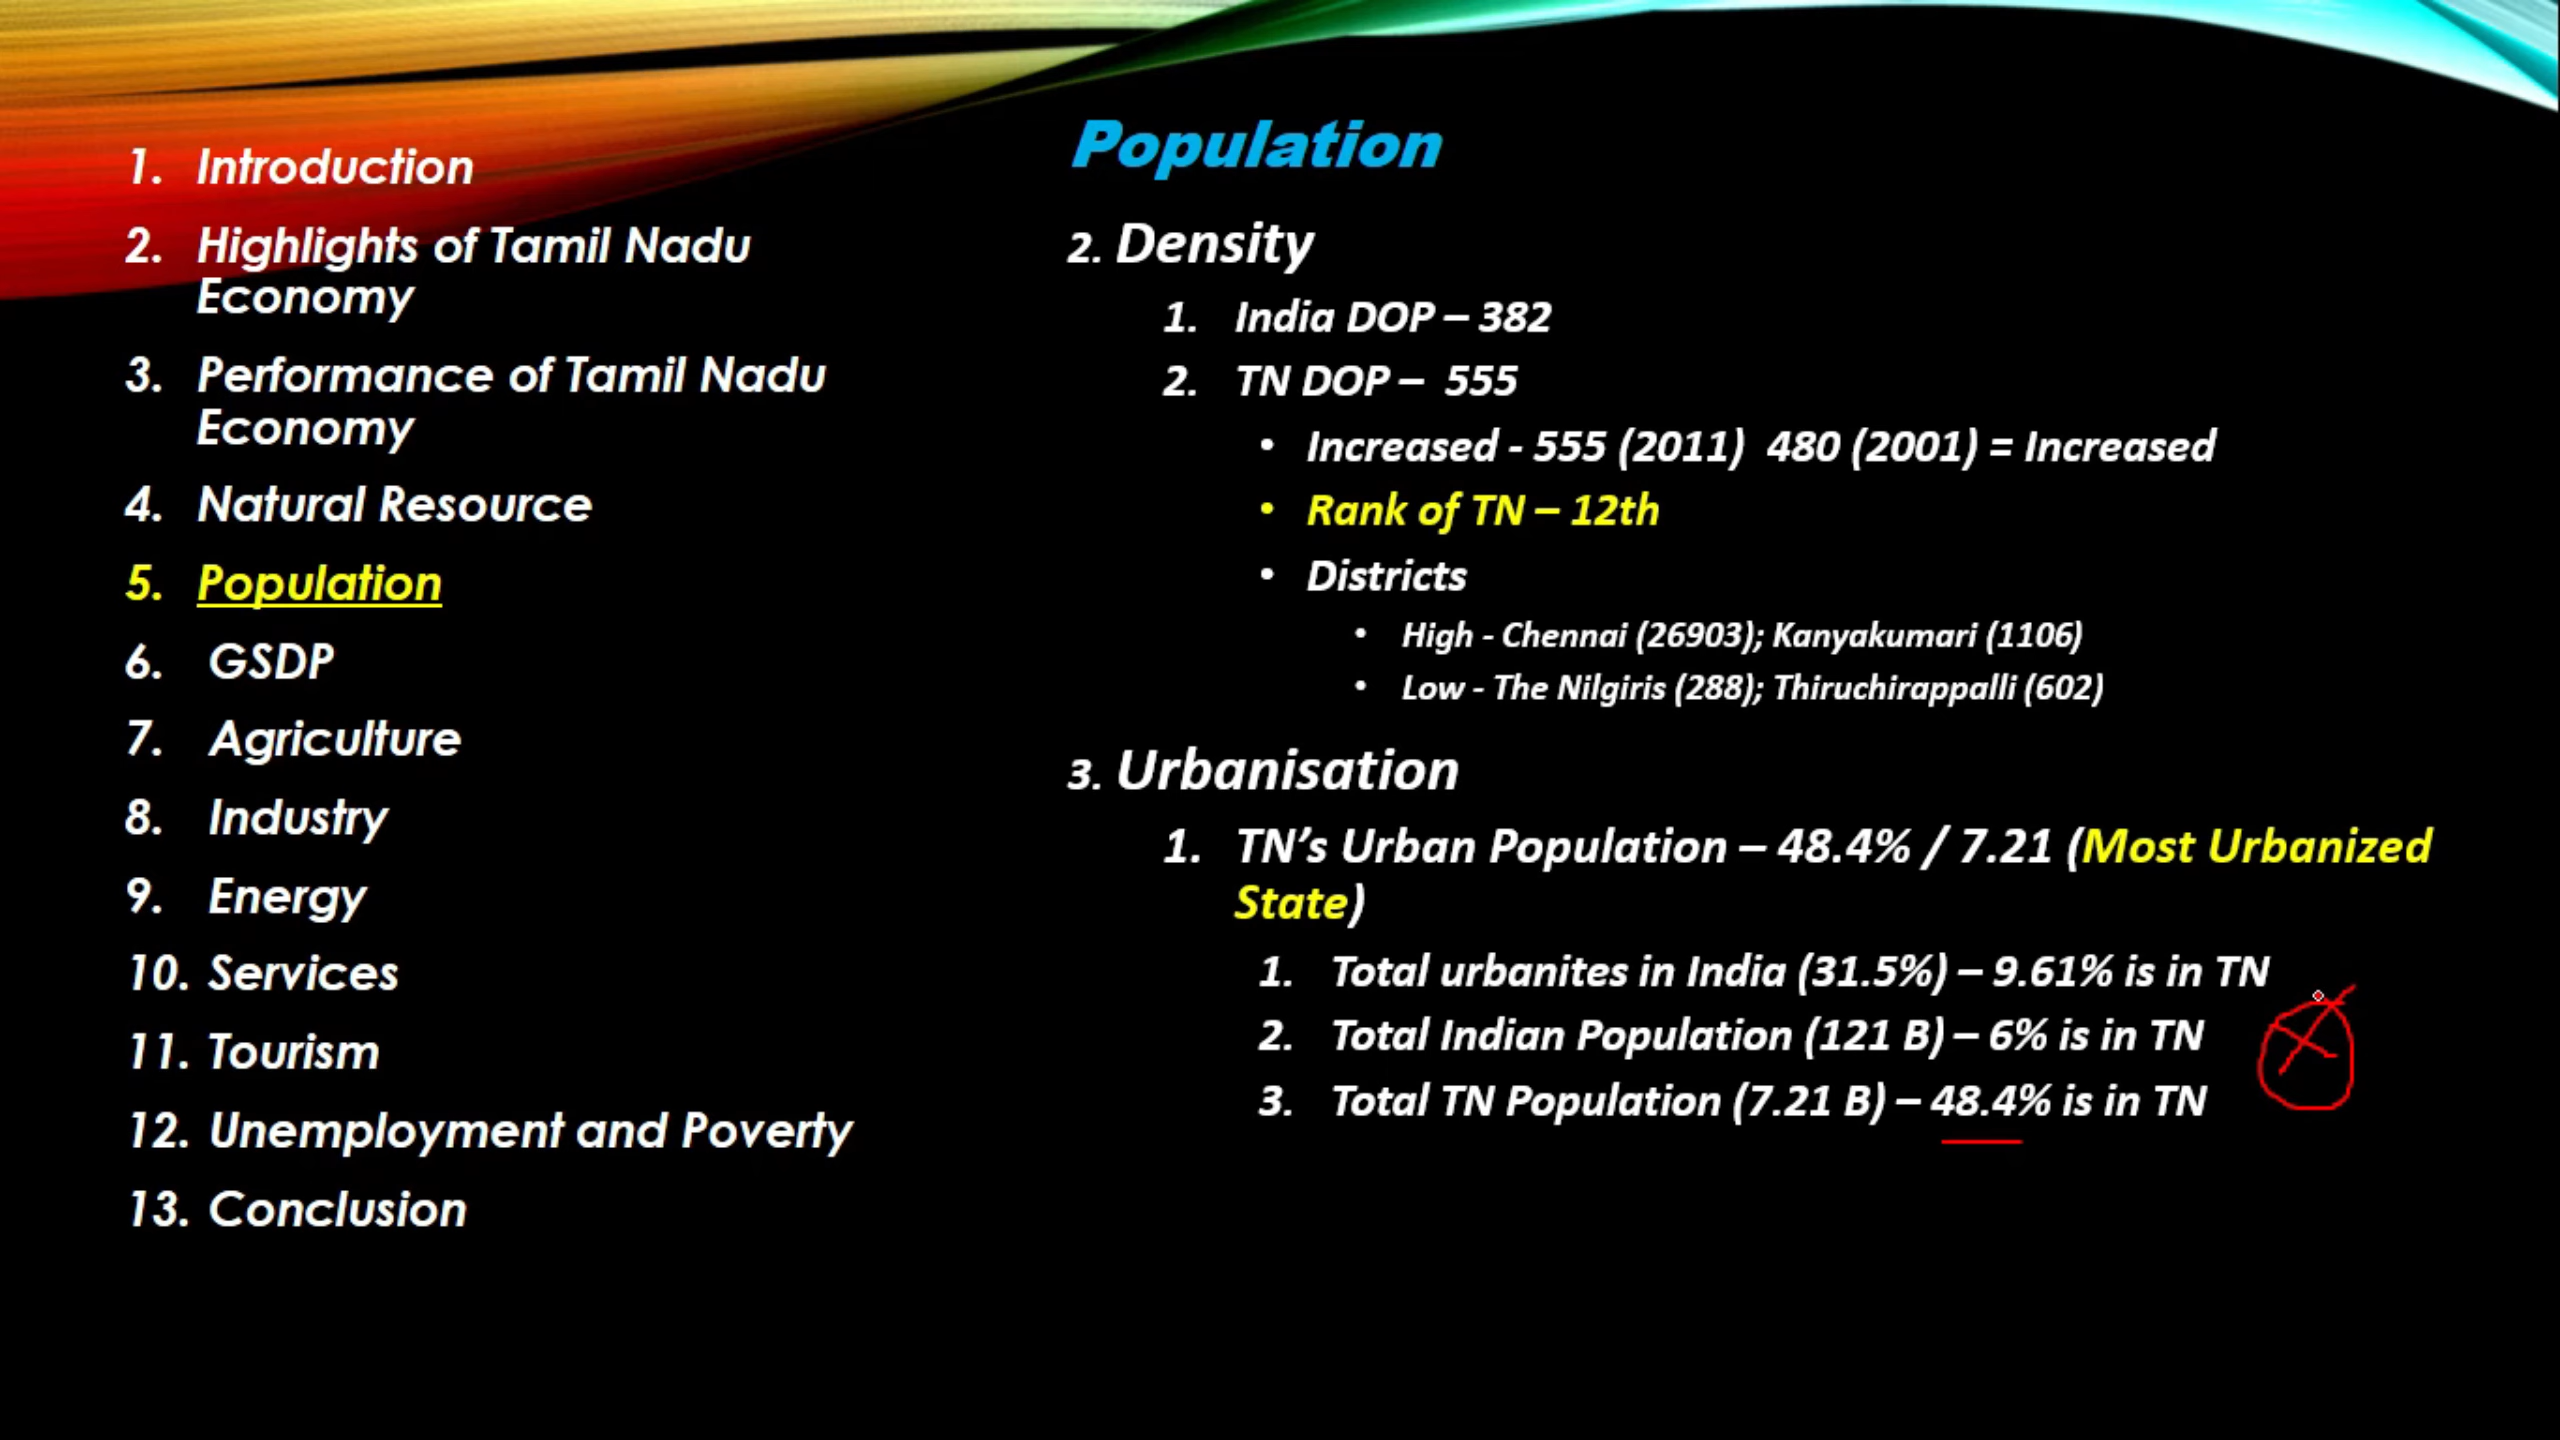 1. Introduction
2. Highlights of Tamil Nadu
Economy
3. Performance of Tamil Nadu
Economy
4. Natural Resource
5. Population
6. GSDP
7. Agriculture
8. Industry
9. Energy
10. Services
11. Tourism
12. Unemployment and Poverty
13. Conclusion
Population
2. Density
1. India DOP – 382
2. TN DOP – 555
• Increased - 555 (2011) 480 (2001) = Increased
• Rank of TN – 12th
• Districts
• High - Chennai (26903); Kanyakumari (1106)
• Low - The Nilgiris (288); Thiruchirappalli (602)
3. Urbanisation
1. TN’s Urban Population – 48.4% / 7.21 (Most Urbanized
State)
1. Total urbanites in India (31.5%) – 9.61% is in TN
2. Total Indian Population (121 B) – 6% is in TN
3. Total TN Population (7.21 B) – 48.4% is in TN